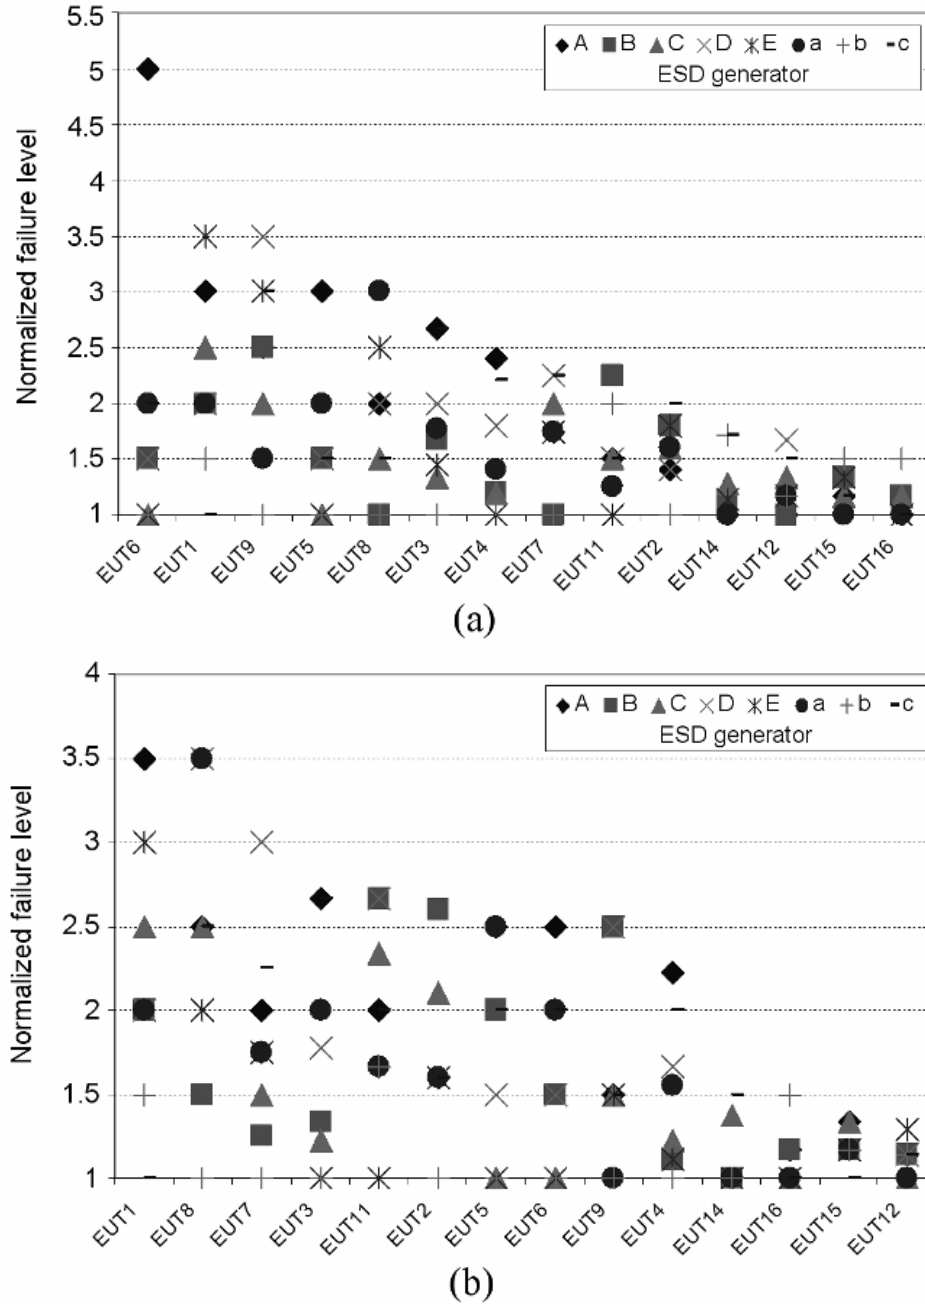 5.5
◆ A ■ B ▲ C × D ж E ● a + b - c
ESD generator
5
4.5
4
3.5
3
2.5
2
1.5
1
Normalized failure level
EUT6 EUT1 EUT9 EUT5 EUT8 EUT3 EUT4 EUT7 EUT11 EUT2 EUT14 EUT12 EUT15 EUT16
(a)
4
◆ A ■ B ▲ C × D ж E ● a + b - c
ESD generator
3.5
3
2.5
2
1.5
1
Normalized failure level
EUT1 EUT8 EUT7 EUT3 EUT11 EUT2 EUT5 EUT6 EUT9 EUT4 EUT14 EUT16 EUT15 EUT12
(b)